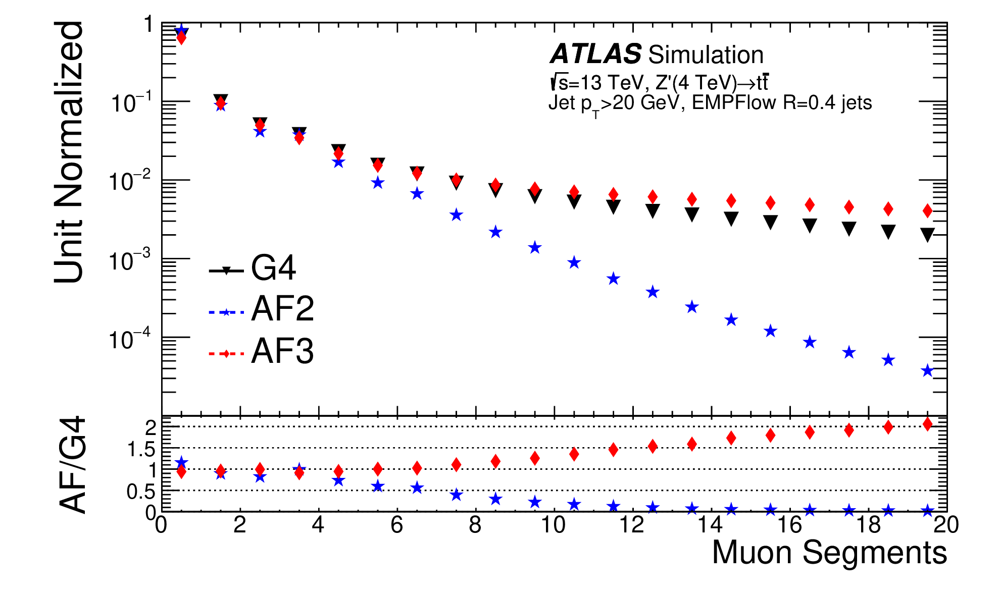 Unit Normalized
1
10⁻¹
10⁻²
10⁻³
10⁻⁴
ATLAS Simulation
√s=13 TeV, Z'(4 TeV)→tt̄
Jet p_T>20 GeV, EMPFlow R=0.4 jets
G4
AF2
AF3
AF/G4
2
1.5
1
0.5
0
0 2 4 6 8 10 12 14 16 18 20
Muon Segments